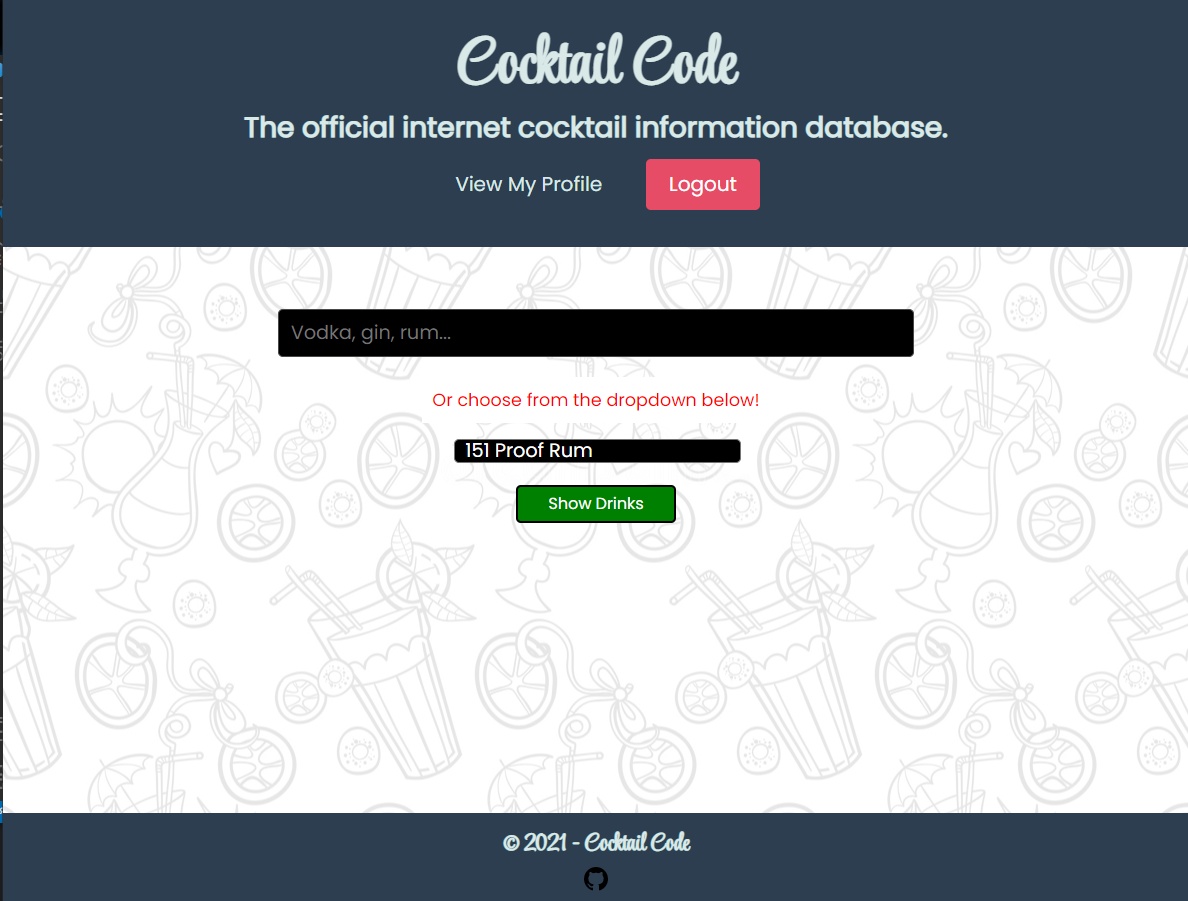 Cocktail Code
The official internet cocktail information database.
View My Profile Logout
Vodka, gin, rum...
Or choose from the dropdown below!
151 Proof Rum
Show Drinks
© 2021 - Cocktail Code